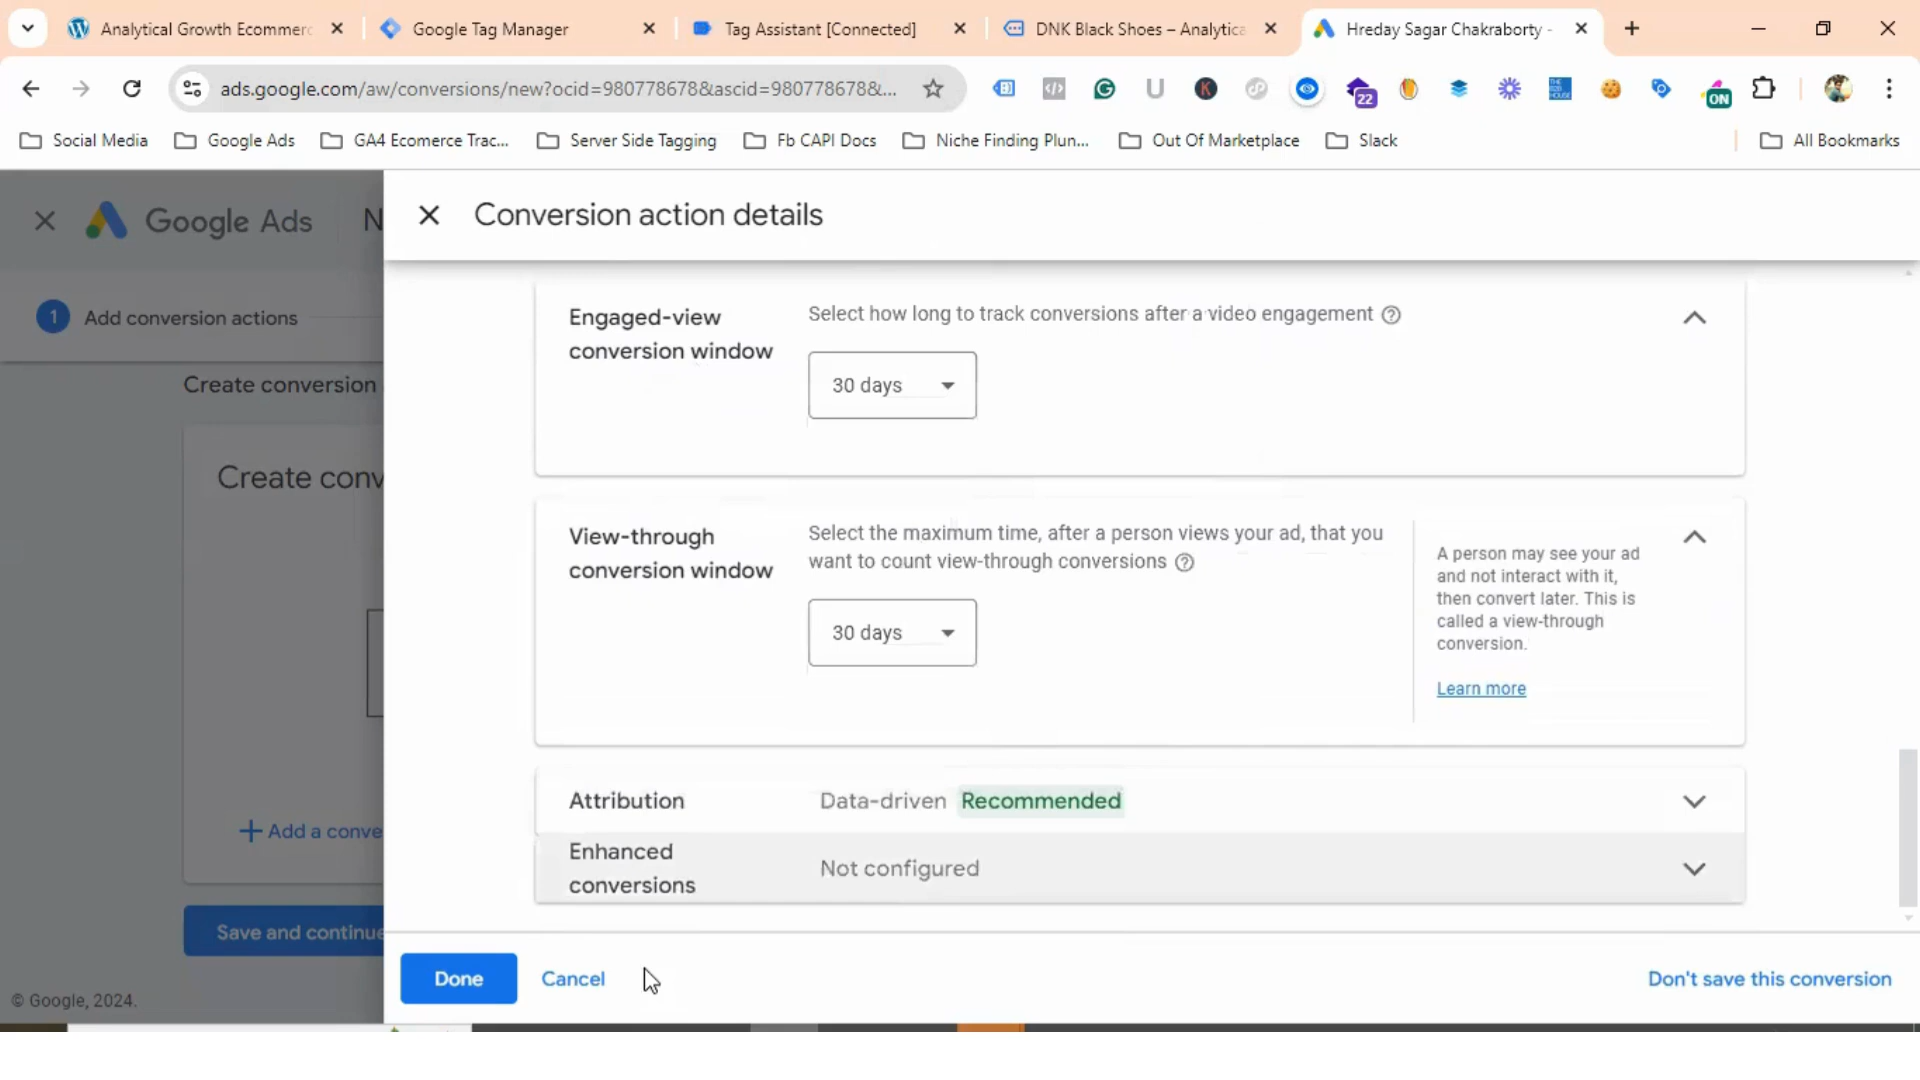 Analytical Growth Ecommerc
Google Tag Manager
Tag Assistant [Connected]
DNK Black Shoes – Analytica
Hreday Sagar Chakraborty -
ads.google.com/aw/conversions/new?ocid=980778678&ascid=980778678&...
22
ON
Social Media
Google Ads
GA4 Ecomerce Trac...
Server Side Tagging
Fb CAPI Docs
Niche Finding Plun...
Out Of Marketplace
Slack
All Bookmarks
Google Ads
N
Conversion action details
1
Add conversion actions
Create conversion
Create conv
+ Add a conve
Save and continue
© Google, 2024.
Engaged-view
conversion window
Select how long to track conversions after a video engagement
30 days
View-through
conversion window
Select the maximum time, after a person views your ad, that you
want to count view-through conversions
30 days
A person may see your ad
and not interact with it,
then convert later. This is
called a view-through
conversion.
Learn more
Attribution
Data-driven Recommended
Enhanced
conversions
Not configured
Done
Cancel
Don't save this conversion